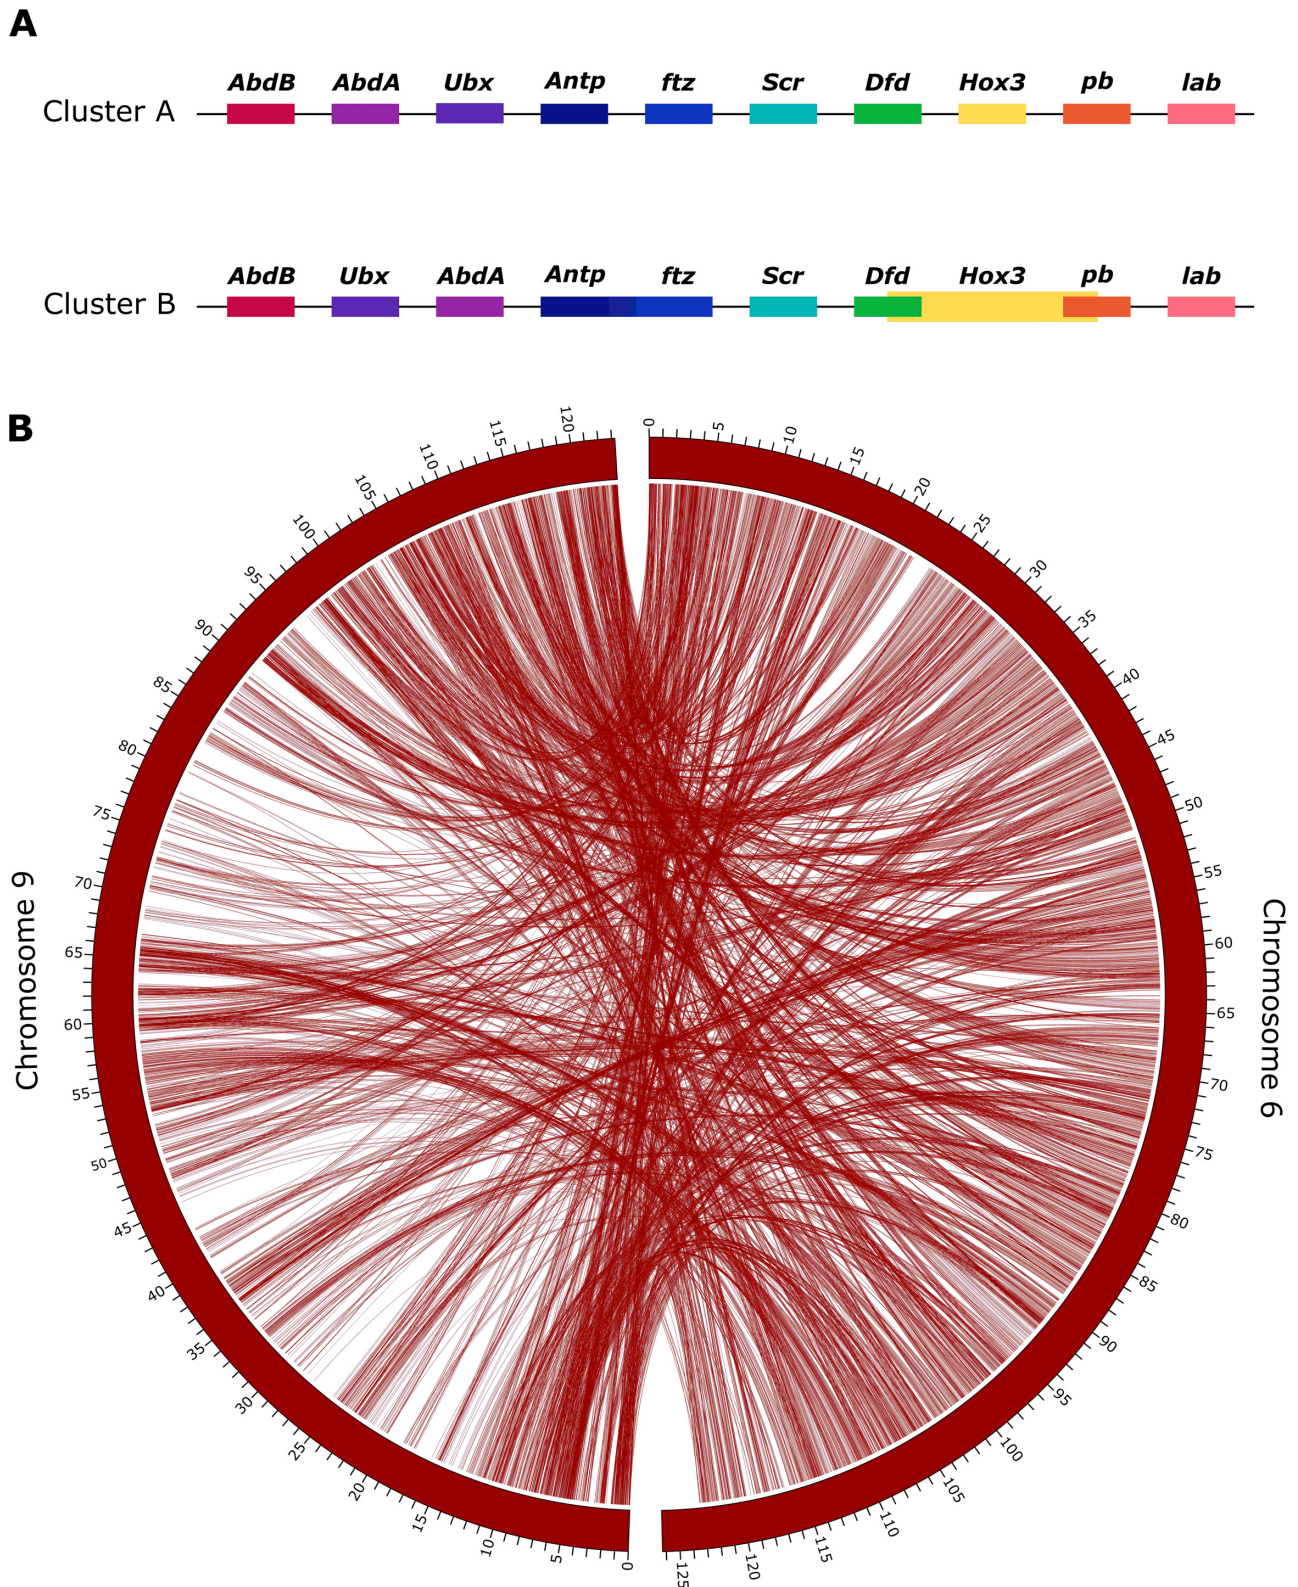 A
AbdB AbdA Ubx Antp ftz Scr Dfd Hox3 pb lab
Cluster A
AbdB Ubx AbdA Antp ftz Scr Dfd Hox3 pb lab
Cluster B
B
0 5 10 15 20 25 30 35 40 45 50 55 60 65 70 75 80 85 90 95 100 105 110 115 120 125
Chromosome 6
0 5 10 15 20 25 30 35 40 45 50 55 60 65 70 75 80 85 90 95 100 105 110 115 120
Chromosome 9